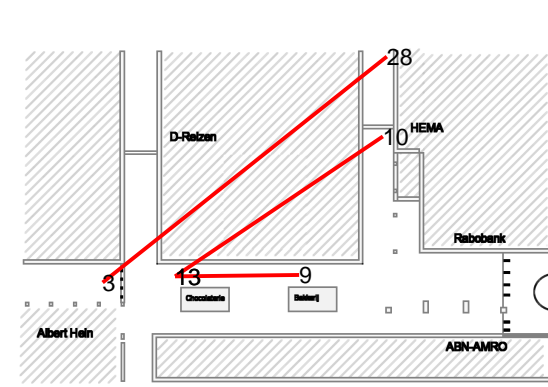 28
D-Reizen
10
HEMA
Rabobank
3
13
9
Chocolaterie
Bakkerij
Albert Hein
ABN-AMRO